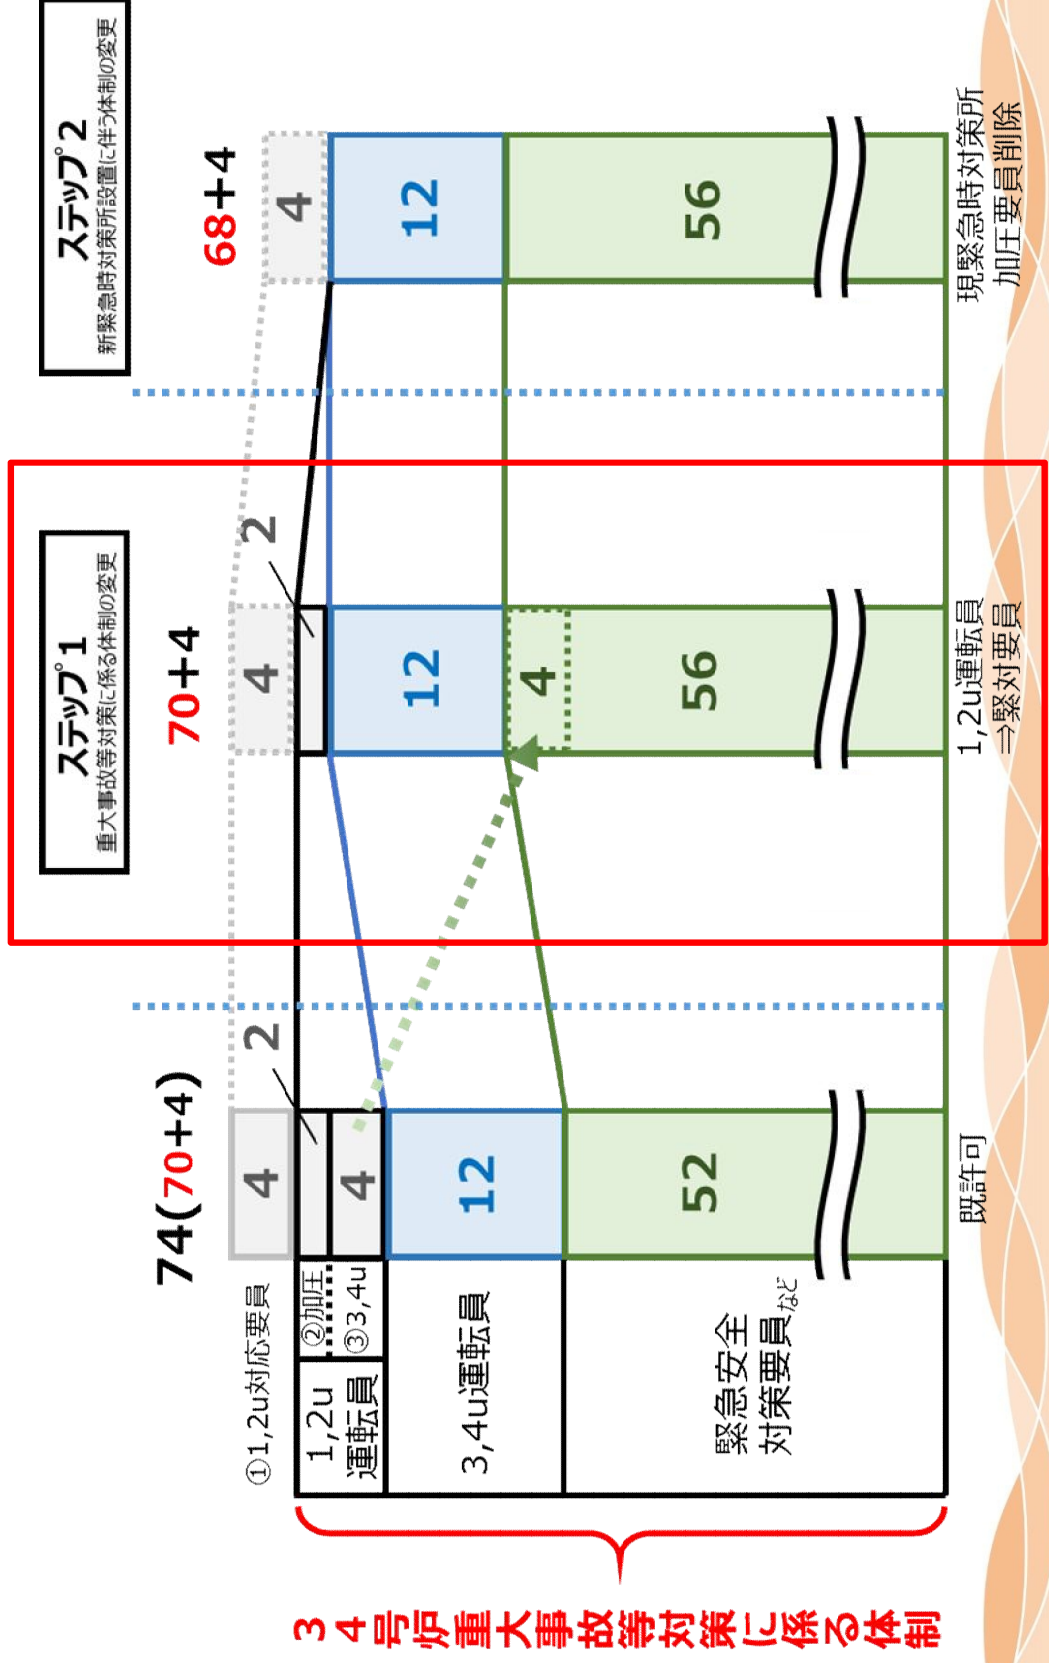 ステップ1
重大事故等対策に係る体制の変更
ステップ2
新緊急時対策所設置に伴う体制の変更
74(70+4)
70+4
68+4
①1,2u対応要員
4
4
4
1,2u
運転員
②加圧
2
2
③3,4u
4
3,4u運転員
12
12
12
緊急安全
対策要員など
52
4
56
56
既許可
1,2u運転員
⇒緊対要員
現緊急時対策所
加圧要員削除
3
4号炉重大事故等対策に係る体制